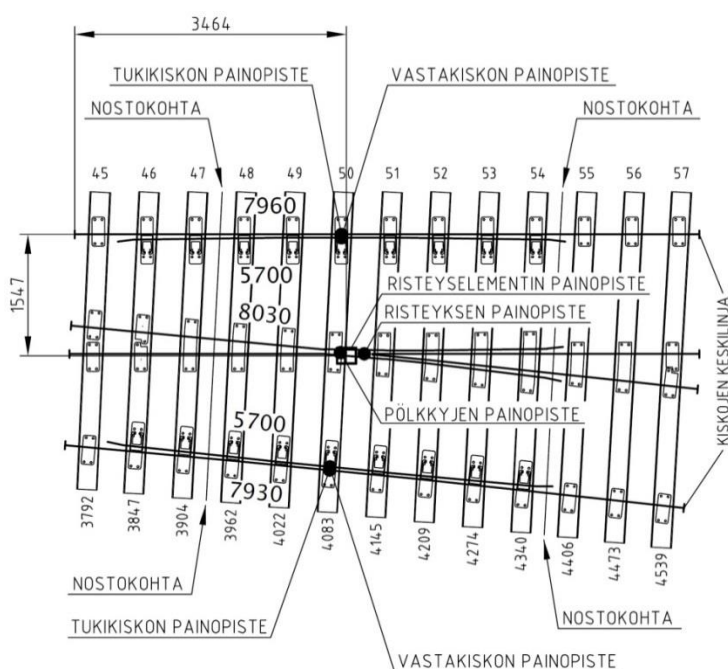 3464
TUKIKISKON PAINOPISTE
VASTAKISKON PAINOPISTE
NOSTOKOHTA
NOSTOKOHTA
45 46 47 48 49 50 51 52 53 54 55 56 57
7960
1547
5700
RISTEYSELEMENTIN PAINOPISTE
8030
RISTEYKSEN PAINOPISTE
KISKOJEN KESKILINJA
5700
PÖLKKYJEN PAINOPISTE
7930
3792 3847 3904 3962 4022 4083 4145 4209 4274 4340 4406 4473 4539
NOSTOKOHTA
NOSTOKOHTA
TUKIKISKON PAINOPISTE
VASTAKISKON PAINOPISTE